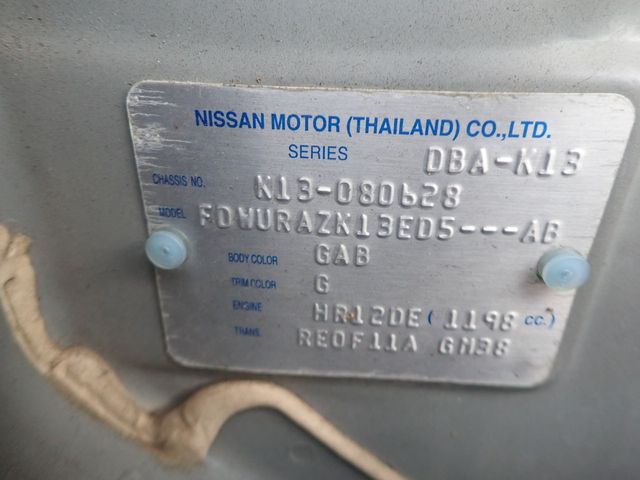 NISSAN MOTOR (THAILAND) CO.,LTD.
SERIES DBA-K13
CHASSIS NO. K13-080628
MODEL FDWURAZK13ED5---AB
BODY COLOR GAB
TRIM COLOR G
ENGINE HR12DE ( 1198 cc.)
TRANS. RE0F11A GM38